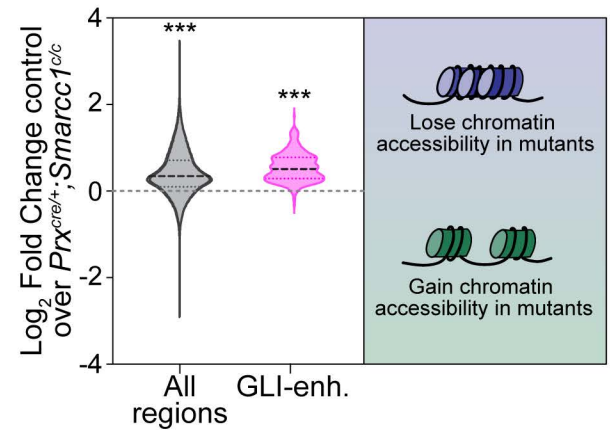 Log2 Fold Change control
over Prxcre/+;Smarcc1c/c
4
2
0
-2
-4
***
***
All
regions
GLI-enh.
Lose chromatin
accessibility in mutants
Gain chromatin
accessibility in mutants